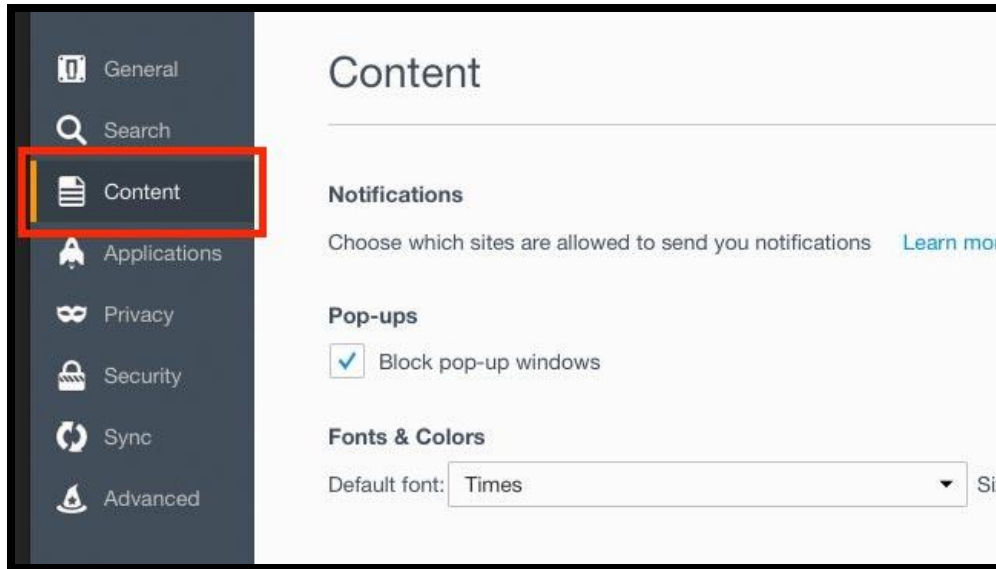 General
Search
Content
Applications
Privacy
Security
Sync
Advanced
Content
Notifications
Choose which sites are allowed to send you notifications Learn
Pop-ups
Block pop-up windows
Fonts & Colors
Default font: Times